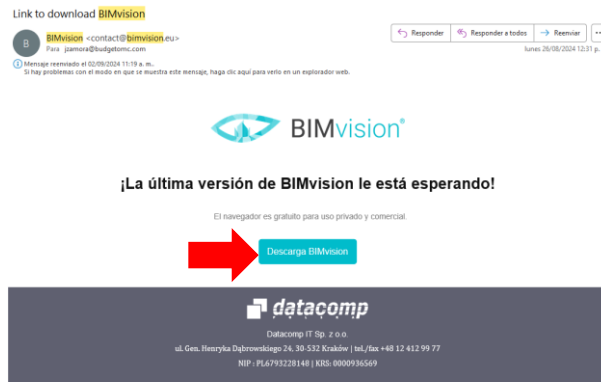 Link to download BIMvision
B
BIMvision <contact@bimvision.eu>
Para jzamora@budgetomc.com
Responder
Responder a todos
Reenviar
lunes 26/08/2024 12:31 p.
Mensaje reenviado el 02/09/2024 11:19 a. m..
Si hay problemas con el modo en que se muestra este mensaje, haga clic aquí para verlo en un explorador web.
BIMvision®
¡La última versión de BIMvision le está esperando!
El navegador es gratuito para uso privado y comercial
Descarga BIMvision
datacomp
Datacomp IT Sp. z o.o.
ul. Gen. Henryka Dąbrowskiego 24, 30-532 Kraków | tel./fax +48 12 412 99 77
NIP : PL6793228148 | KRS: 0000936569